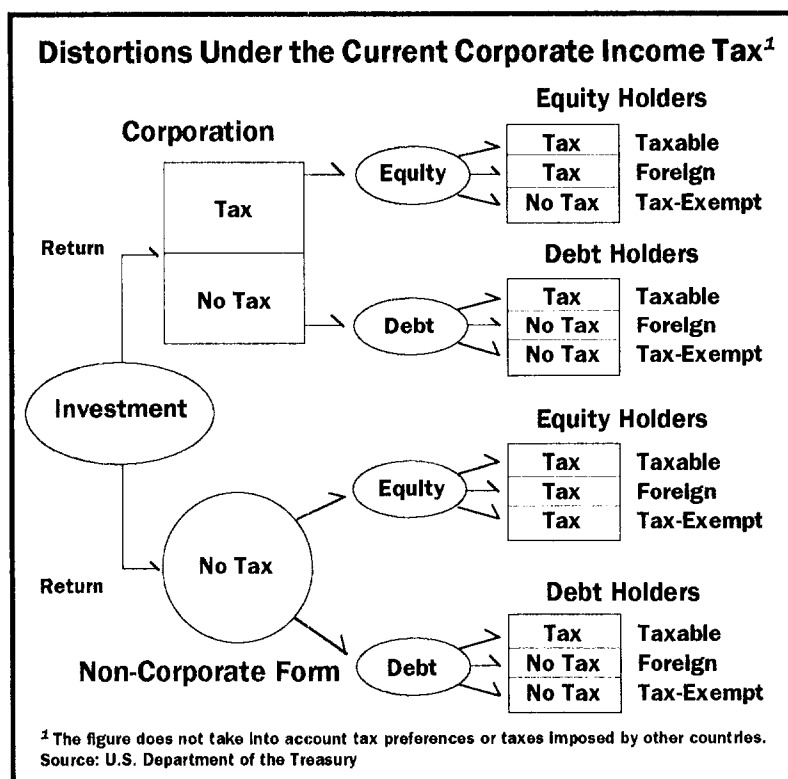 Distortions Under the Current Corporate Income Tax¹
Equity Holders
Corporation
Tax Taxable
Equity
Tax Foreign
Tax
No Tax Tax-Exempt
Return
Debt Holders
No Tax
Tax Taxable
Debt
No Tax Foreign
No Tax Tax-Exempt
Investment
Equity Holders
Tax Taxable
Equity
Tax Foreign
Tax Tax-Exempt
No Tax
Return
Debt Holders
Tax Taxable
Non-Corporate Form
Debt
No Tax Foreign
No Tax Tax-Exempt
¹ The figure does not take into account tax preferences or taxes imposed by other countries.
Source: U.S. Department of the Treasury